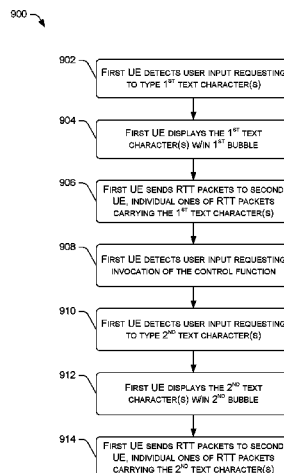 900
902
FIRST UE DETECTS USER INPUT REQUESTING
TO TYPE 1ST TEXT CHARACTER(S)
904
FIRST UE DISPLAYS THE 1ST TEXT
CHARACTER(S) W/IN 1ST BUBBLE
906
FIRST UE SENDS RTT PACKETS TO SECOND
UE, INDIVIDUAL ONES OF RTT PACKETS
CARRYING THE 1ST TEXT CHARACTER(S)
908
FIRST UE DETECTS USER INPUT REQUESTING
INVOCATION OF THE CONTROL FUNCTION
910
FIRST UE DETECTS USER INPUT REQUESTING
TO TYPE 2ND TEXT CHARACTER(S)
912
FIRST UE DISPLAYS THE 2ND TEXT
CHARACTER(S) W/IN 2ND BUBBLE
914
FIRST UE SENDS RTT PACKETS TO SECOND
UE, INDIVIDUAL ONES OF RTT PACKETS
CARRYING THE 2ND TEXT CHARACTER(S)